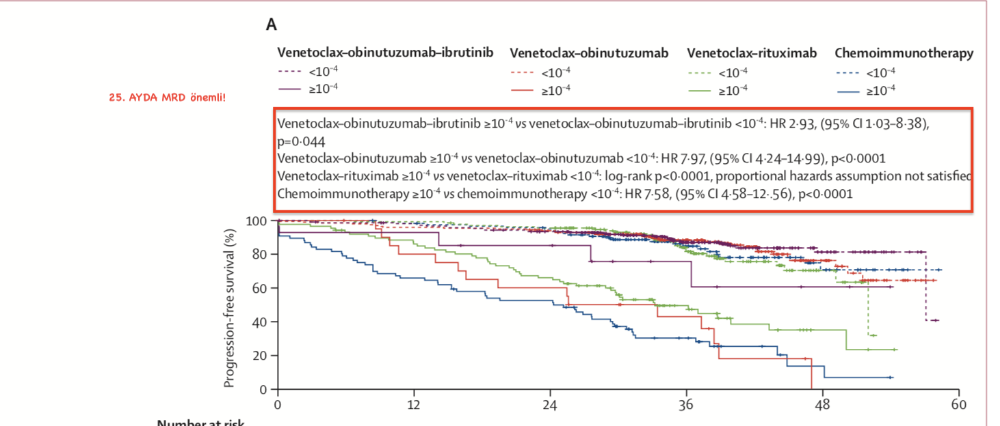 A
Venetoclax–obinutuzumab–ibrutinib Venetoclax–obinutuzumab Venetoclax–rituximab Chemoimmunotherapy
<10⁻⁴ <10⁻⁴ <10⁻⁴ <10⁻⁴
≥10⁻⁴ ≥10⁻⁴ ≥10⁻⁴ ≥10⁻⁴
25. AYDA MRD önemli!
Venetoclax–obinutuzumab–ibrutinib ≥10⁻⁴ vs venetoclax–obinutuzumab–ibrutinib <10⁻⁴: HR 2·93, (95% CI 1·03–8·38),
p=0·044
Venetoclax–obinutuzumab ≥10⁻⁴ vs venetoclax–obinutuzumab <10⁻⁴: HR 7·97, (95% CI 4·24–14·99), p<0·0001
Venetoclax–rituximab ≥10⁻⁴ vs venetoclax–rituximab <10⁻⁴: log-rank p<0·0001, proportional hazards assumption not satisfied
Chemoimmunotherapy ≥10⁻⁴ vs chemoimmunotherapy <10⁻⁴: HR 7·58, (95% CI 4·58–12·.56), p<0·0001
Progression-free survival (%)
100
80
60
40
20
0
0 12 24 36 48 60
Number at risk